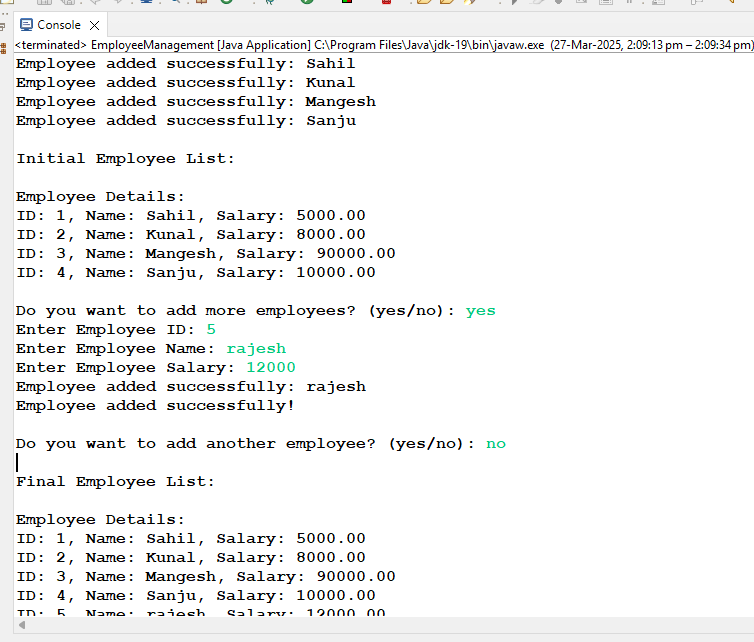 Console
<terminated> EmployeeManagement [Java Application] C:\Program Files\Java\jdk-19\bin\javaw.exe (27-Mar-2025, 2:09:13 pm – 2:09:34 pm)
Employee added successfully: Sahil
Employee added successfully: Kunal
Employee added successfully: Mangesh
Employee added successfully: Sanju
Initial Employee List:
Employee Details:
ID: 1, Name: Sahil, Salary: 5000.00
ID: 2, Name: Kunal, Salary: 8000.00
ID: 3, Name: Mangesh, Salary: 90000.00
ID: 4, Name: Sanju, Salary: 10000.00
Do you want to add more employees? (yes/no): yes
Enter Employee ID: 5
Enter Employee Name: rajesh
Enter Employee Salary: 12000
Employee added successfully: rajesh
Employee added successfully!
Do you want to add another employee? (yes/no): no
Final Employee List:
Employee Details:
ID: 1, Name: Sahil, Salary: 5000.00
ID: 2, Name: Kunal, Salary: 8000.00
ID: 3, Name: Mangesh, Salary: 90000.00
ID: 4, Name: Sanju, Salary: 10000.00
ID: 5, Name: rajesh, Salary: 12000.00